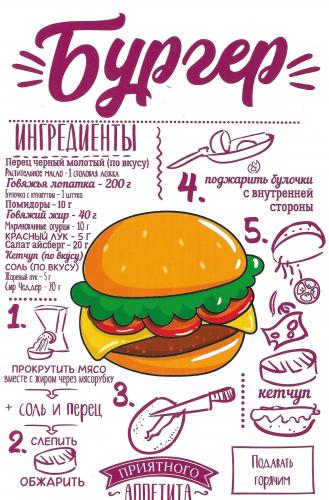 Бургер
ИНГРЕДИЕНТЫ
Перец черный молотый (по вкусу)
Растительное масло - 1 столовая ложка
Говяжья лопатка - 200 г
Булочка с кунжутом - 1 штука
Помидоры - 10 г
Говяжий жир - 40 г
Маринованные огурцы - 10 г
КРАСНЫЙ ЛУК - 5 Г
Салат айсберг - 20 г
Кетчуп (по вкусу)
СОЛЬ (ПО ВКУСУ)
Жареный лук - 5 г
Сыр Чеддер - 20 г
1.
ПРОКРУТИТЬ МЯСО
ВМЕСТЕ С ЖИРОМ ЧЕРЕЗ МЯСОРУБКУ
+ СОЛЬ И ПЕРЕЦ
2. СЛЕПИТЬ
ОБЖАРИТЬ
3.
4.
поджарить булочки
с внутренней
стороны
5.
кетчуп
Подавать
горячим
ПРИЯТНОГО
АППЕТИТА